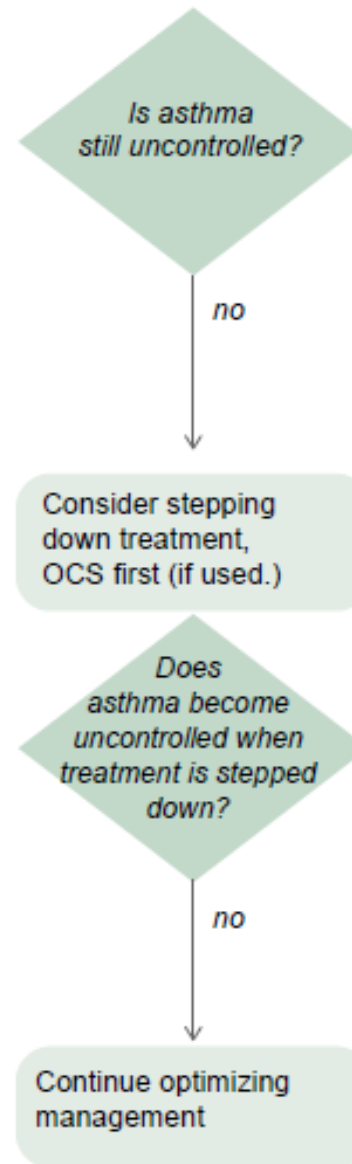 Is asthma
still uncontrolled?
no
Consider stepping
down treatment,
OCS first (if used.)
Does
asthma become
uncontrolled when
treatment is stepped
down?
no
Continue optimizing
management